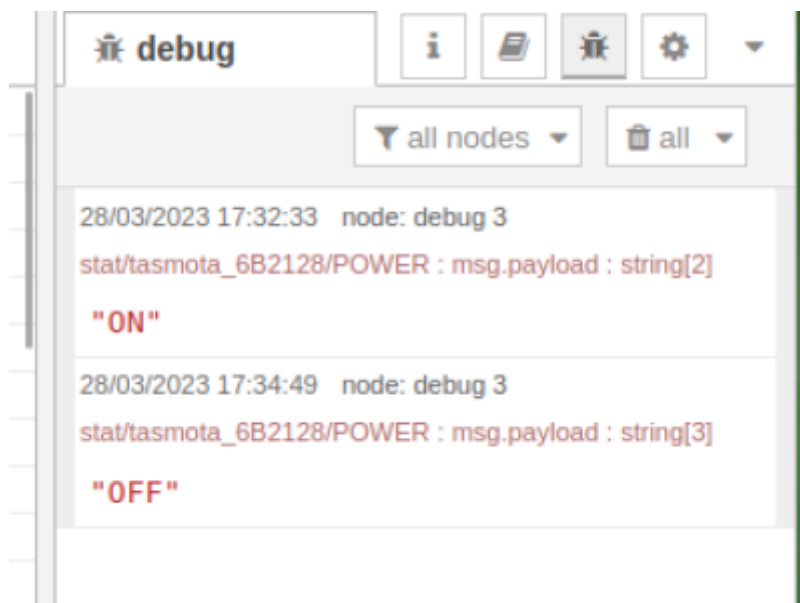 debug
i
all nodes
all
28/03/2023 17:32:33 node: debug 3
stat/tasmota_6B2128/POWER : msg.payload : string[2]
"ON"
28/03/2023 17:34:49 node: debug 3
stat/tasmota_6B2128/POWER : msg.payload : string[3]
"OFF"